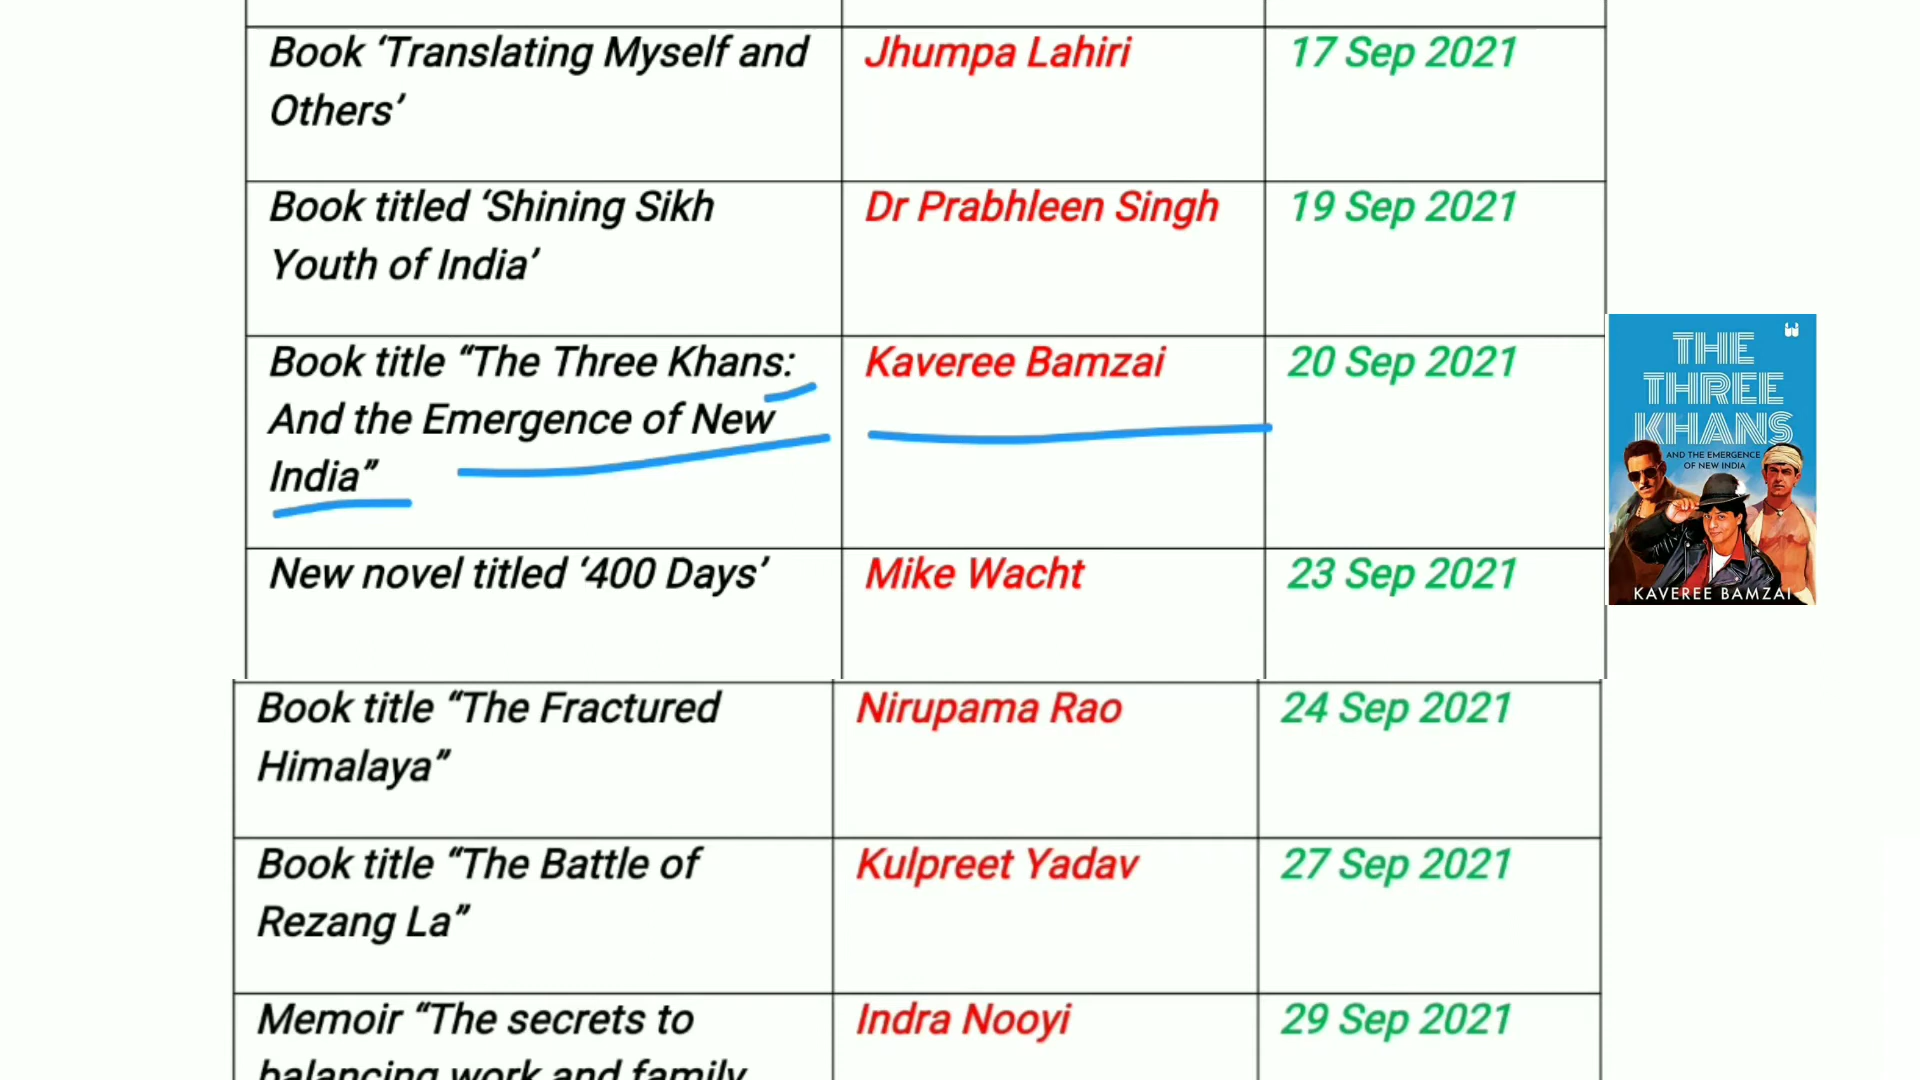 Book ‘Translating Myself and
Others’
Jhumpa Lahiri
17 Sep 2021
Book titled ‘Shining Sikh
Youth of India’
Dr Prabhleen Singh
19 Sep 2021
Book title “The Three Khans:
And the Emergence of New
India”
Kaveree Bamzai
20 Sep 2021
THE
THREE
KHANS
AND THE EMERGENCE
OF NEW INDIA
KAVEREE BAMZAI
New novel titled ‘400 Days’
Mike Wacht
23 Sep 2021
Book title “The Fractured
Himalaya”
Nirupama Rao
24 Sep 2021
Book title “The Battle of
Rezang La”
Kulpreet Yadav
27 Sep 2021
Memoir “The secrets to
balancing work and family
Indra Nooyi
29 Sep 2021